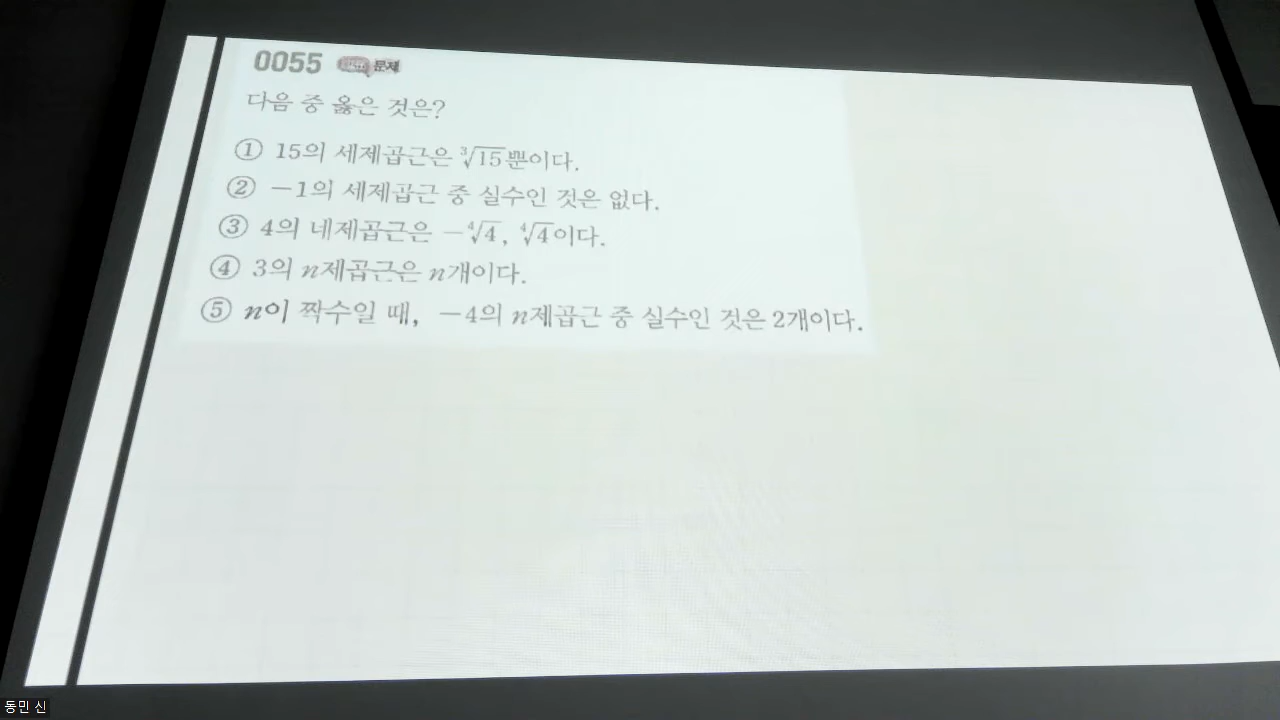 0055 문제
다음 중 옳은 것은?
① 15의 세제곱근은 ∛15뿐이다.
② −1의 세제곱근 중 실수인 것은 없다.
③ 4의 네제곱근은 −∜4, ∜4이다.
④ 3의 n제곱근은 n개이다.
⑤ n이 짝수일 때, −4의 n제곱근 중 실수인 것은 2개이다.
동민 신